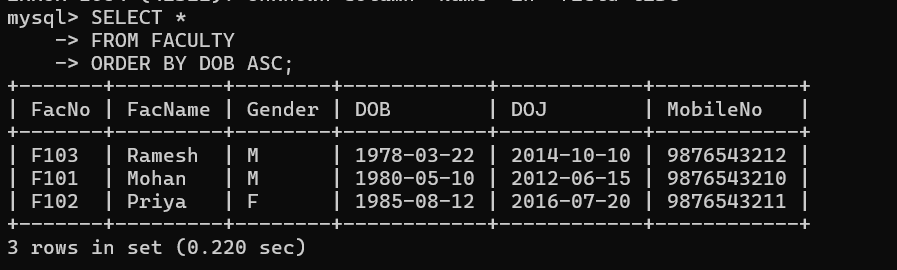 mysql> SELECT *
    -> FROM FACULTY
    -> ORDER BY DOB ASC;
+-------+---------+--------+------------+------------+------------+
| FacNo | FacName | Gender | DOB        | DOJ        | MobileNo   |
+-------+---------+--------+------------+------------+------------+
| F103  | Ramesh  | M      | 1978-03-22 | 2014-10-10 | 9876543212 |
| F101  | Mohan   | M      | 1980-05-10 | 2012-06-15 | 9876543210 |
| F102  | Priya   | F      | 1985-08-12 | 2016-07-20 | 9876543211 |
+-------+---------+--------+------------+------------+------------+
3 rows in set (0.220 sec)